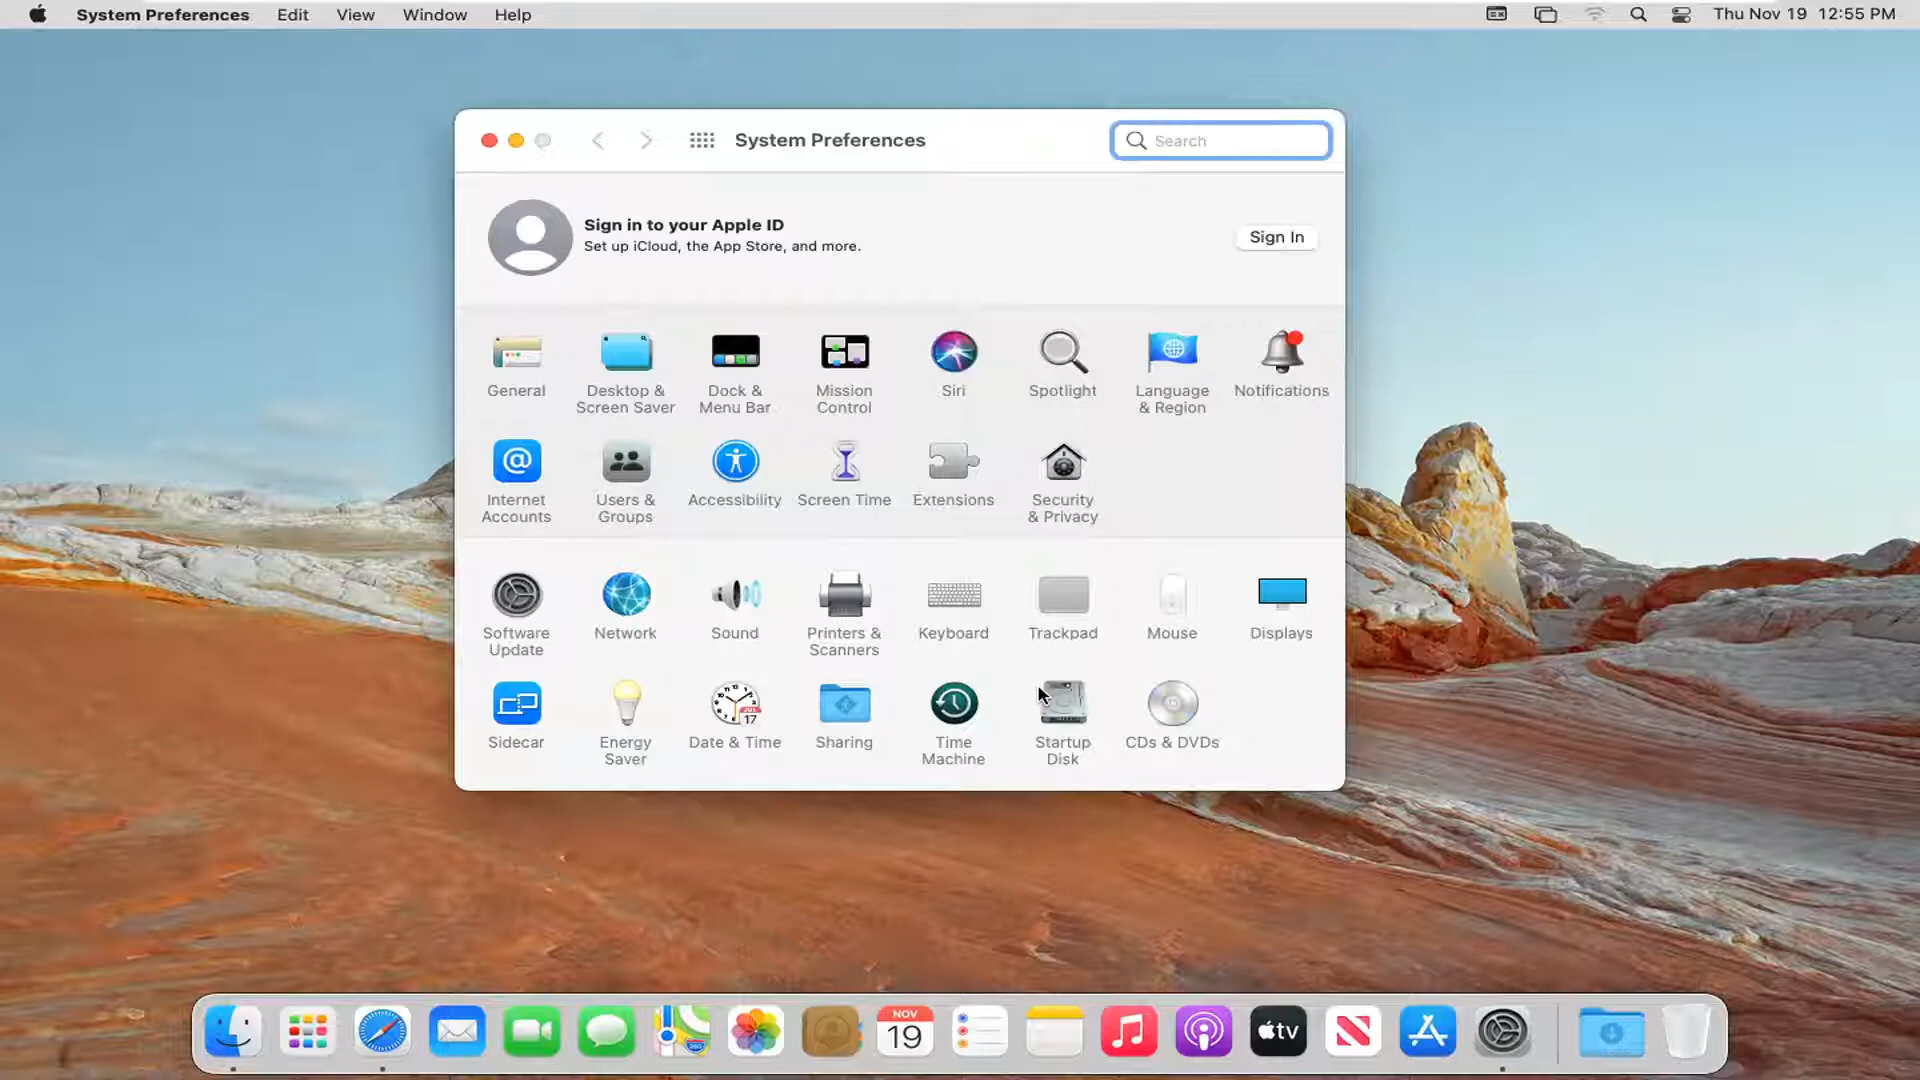 System Preferences Edit View Window Help Thu Nov 19 12:55 PM
System Preferences
Search
Sign in to your Apple ID
Set up iCloud, the App Store, and more.
Sign In
General
Desktop &
Screen Saver
Dock &
Menu Bar
Mission
Control
Siri
Spotlight
Language
& Region
Notifications
Internet
Accounts
Users &
Groups
Accessibility
Screen Time
Extensions
Security
& Privacy
Software
Update
Network
Sound
Printers &
Scanners
Keyboard
Trackpad
Mouse
Displays
Sidecar
Energy
Saver
JUL
17
Date & Time
Sharing
Time
Machine
Startup
Disk
CDs & DVDs
NOV
19
tv